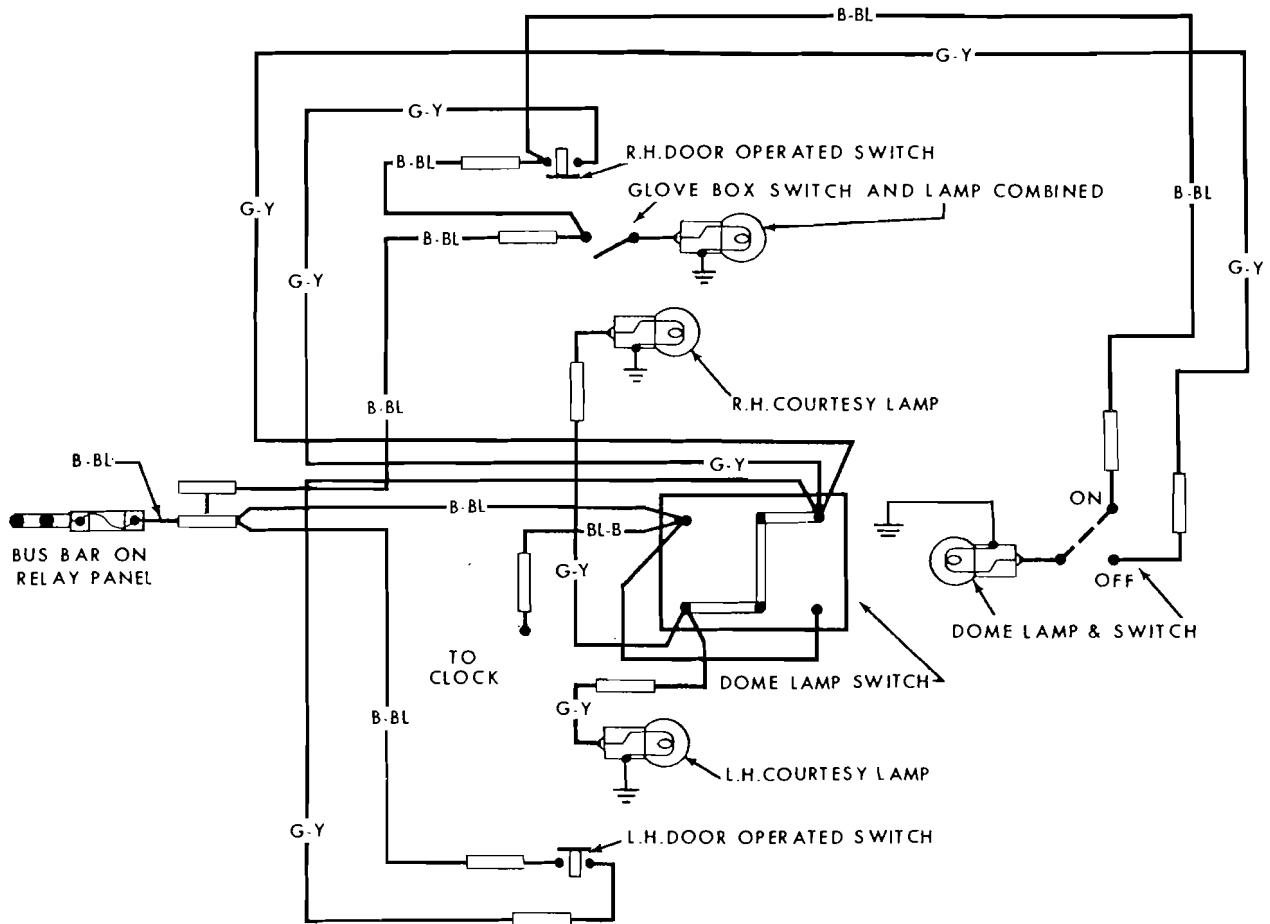 B-BL
G-Y
G-Y
R.H. DOOR OPERATED SWITCH
B-BL
GLOVE BOX SWITCH AND LAMP COMBINED
B-BL
G-Y
B-BL
G-Y
G-Y
R.H. COURTESY LAMP
B-BL
B-BL
G-Y
ON
B-BL
BL-B
BUS BAR ON
RELAY PANEL
G-Y
OFF
DOME LAMP & SWITCH
TO
CLOCK
DOME LAMP SWITCH
G-Y
B-BL
L.H. COURTESY LAMP
G-Y
L.H. DOOR OPERATED SWITCH